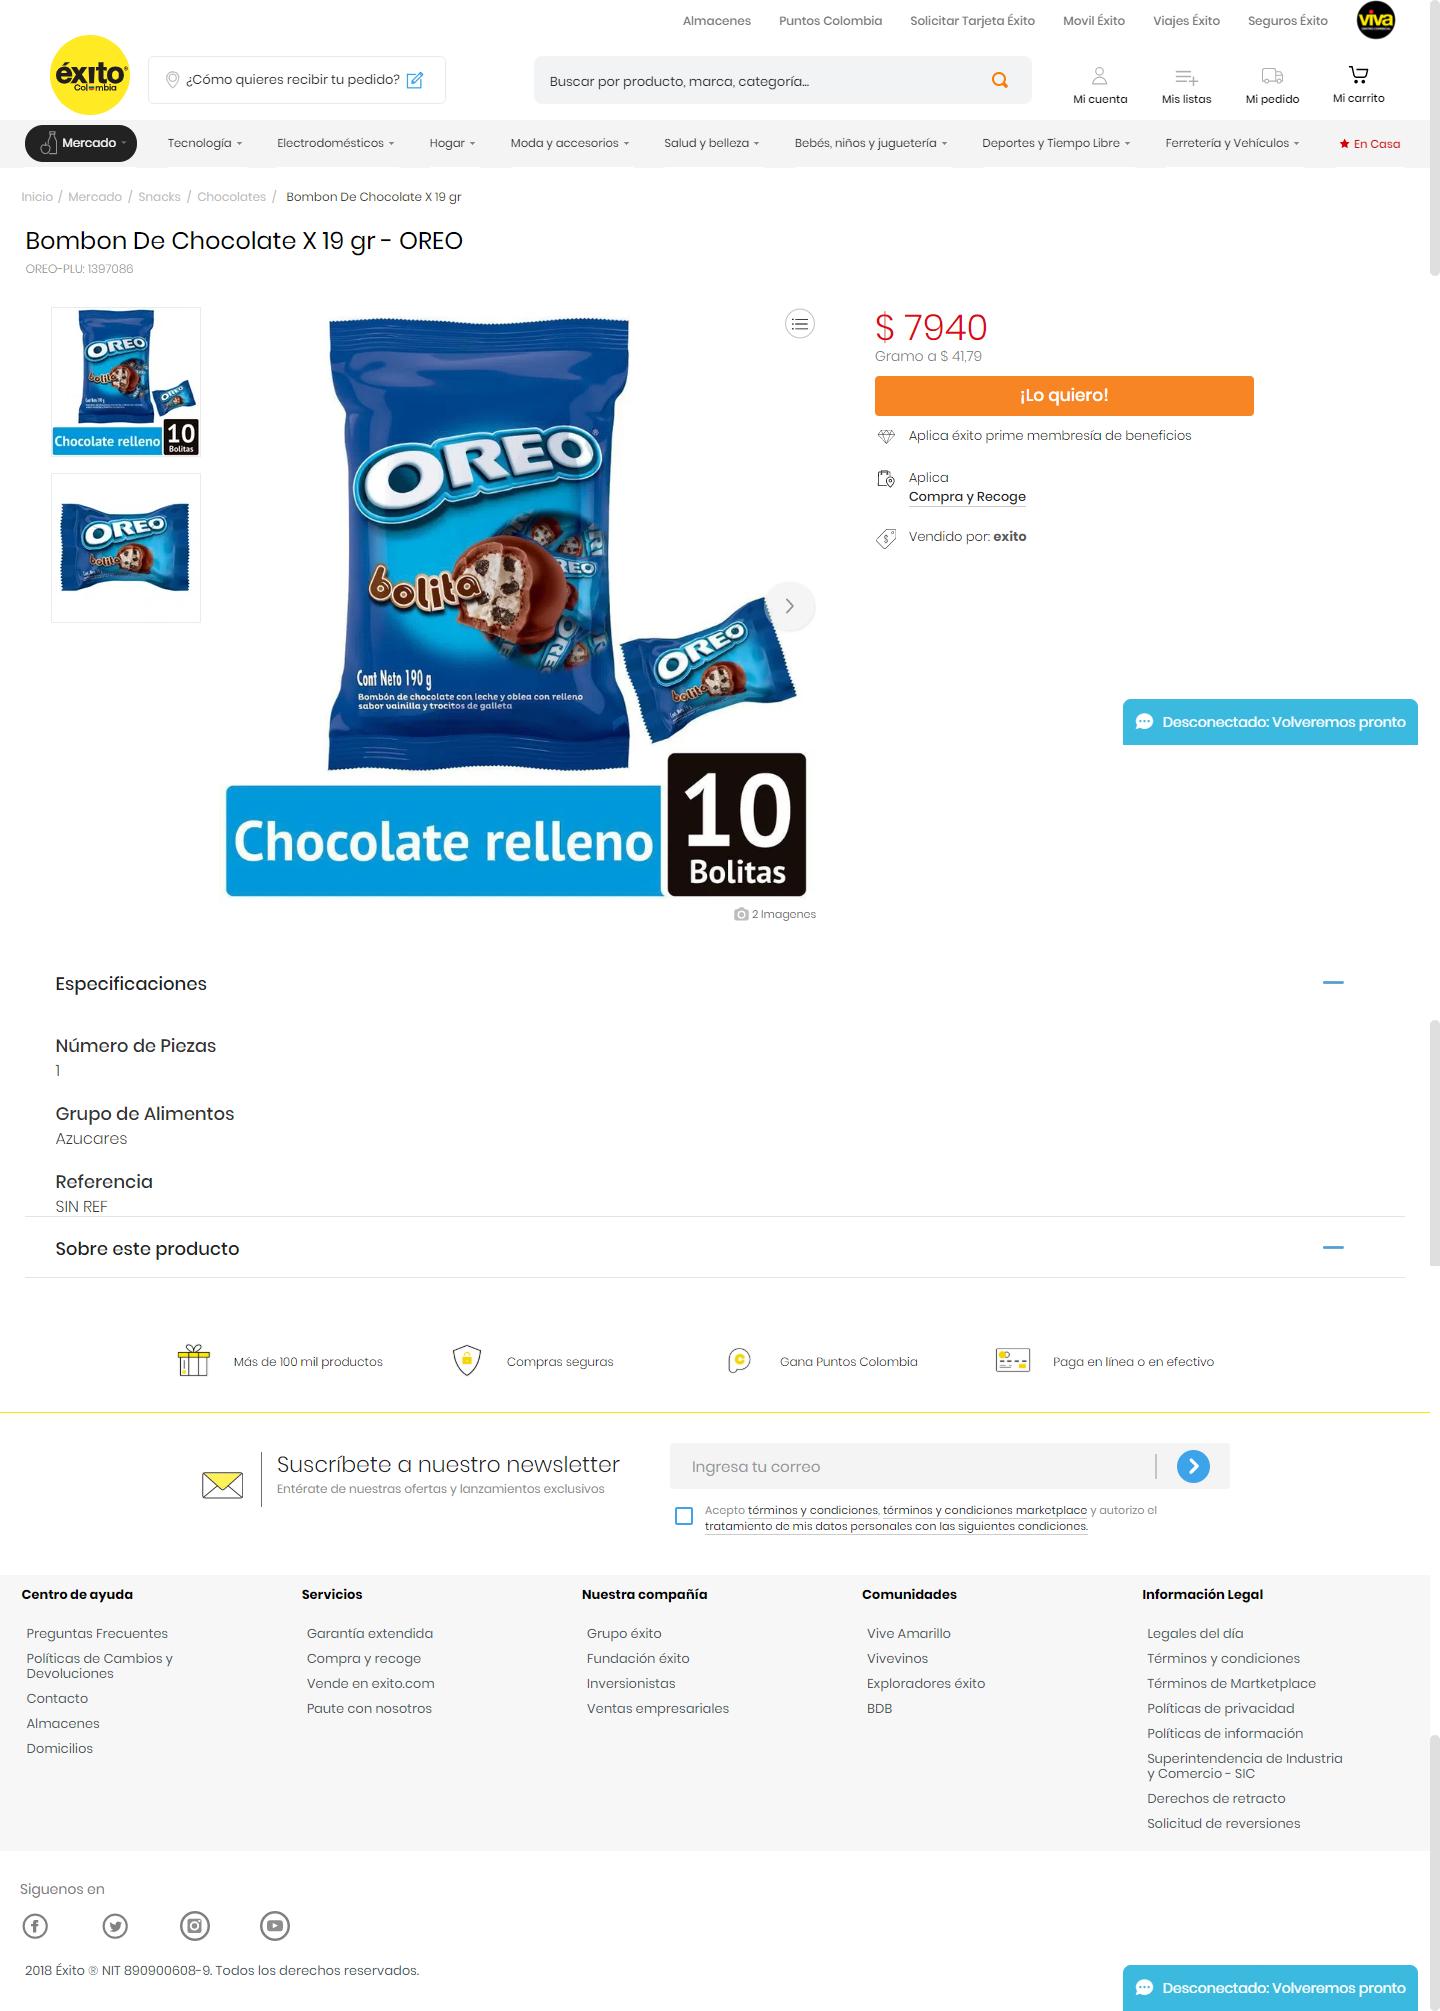 Almacenes
Puntos Colombia
Solicitar Tarjeta Éxito
Movil Éxito
Viajes Éxito
Seguros Éxito
viva
éxito
Colombia
¿Cómo quieres recibir tu pedido?
Buscar por producto, marca, categoría...
Mi cuenta
Mis listas
Mi pedido
Mi carrito
Mercado
Tecnología
Electrodomésticos
Hogar
Moda y accesorios
Salud y belleza
Bebés, niños y juguetería
Deportes y Tiempo Libre
Ferretería y Vehículos
En Casa
Inicio / Mercado / Snacks / Chocolates / Bombon De Chocolate X 19 gr
Bombon De Chocolate X 19 gr - OREO
OREO-PLU: 1397086
OREO
bolita
OREO
Chocolate relleno
10
Bolitas
OREO
bolita
OREO
bolita
OREO
OREO
Cont Neto 190 g
Bombón de chocolate con leche y oblea con relleno
sabor vainilla y trocitos de galleta
OREO
bolita
Chocolate relleno
10
Bolitas
2 Imagenes
$ 7940
Gramo a $ 41,79
¡Lo quiero!
Aplica éxito prime membresía de beneficios
Aplica
Compra y Recoge
Vendido por: exito
Desconectado: Volveremos pronto
Especificaciones
Número de Piezas
1
Grupo de Alimentos
Azucares
Referencia
SIN REF
Sobre este producto
Más de 100 mil productos
Compras seguras
Gana Puntos Colombia
Paga en línea o en efectivo
Suscríbete a nuestro newsletter
Entérate de nuestras ofertas y lanzamientos exclusivos
Ingresa tu correo
Acepto términos y condiciones, términos y condiciones marketplace y autorizo el
tratamiento de mis datos personales con las siguientes condiciones.
Centro de ayuda
Preguntas Frecuentes
Políticas de Cambios y
Devoluciones
Contacto
Almacenes
Domicilios
Servicios
Garantía extendida
Compra y recoge
Vende en exito.com
Paute con nosotros
Nuestra compañía
Grupo éxito
Fundación éxito
Inversionistas
Ventas empresariales
Comunidades
Vive Amarillo
Vivevinos
Exploradores éxito
BDB
Información Legal
Legales del día
Términos y condiciones
Términos de Martketplace
Políticas de privacidad
Políticas de información
Superintendencia de Industria
y Comercio - SIC
Derechos de retracto
Solicitud de reversiones
Siguenos en
2018 Éxito ® NIT 890900608-9. Todos los derechos reservados.
Desconectado: Volveremos pronto